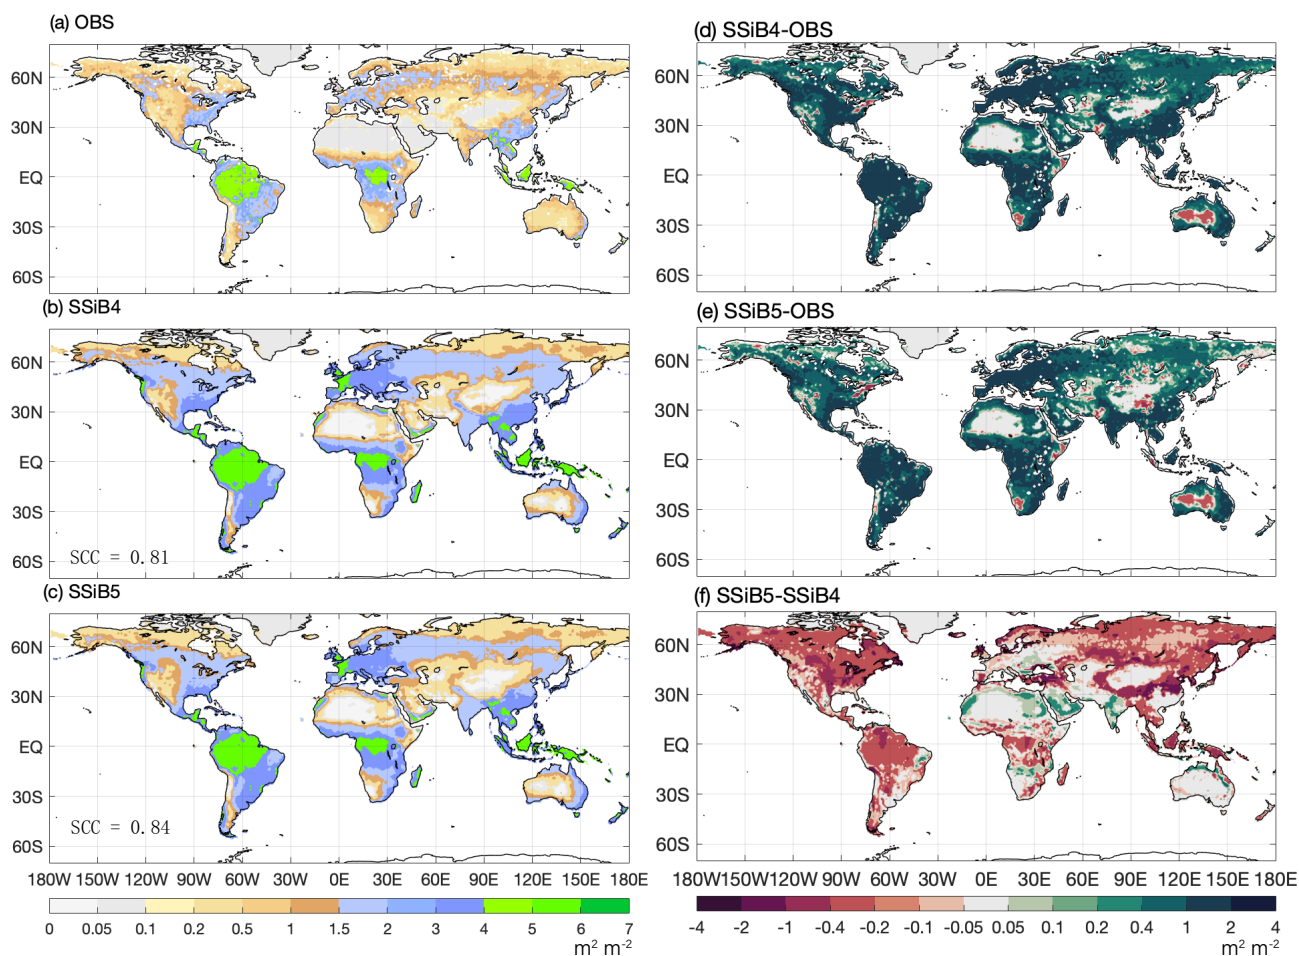 (a) OBS
60N
30N
EQ
30S
60S
(b) SSiB4
60N
30N
EQ
30S
60S
SCC = 0.81
(c) SSiB5
60N
30N
EQ
30S
60S
SCC = 0.84
180W 150W 120W 90W 60W 30W 0E 30E 60E 90E 120E 150E 180E
0 0.05 0.1 0.2 0.5 1 1.5 2 3 4 5 6 7
m² m⁻²
(d) SSiB4-OBS
60N
30N
EQ
30S
60S
(e) SSiB5-OBS
60N
30N
EQ
30S
60S
(f) SSiB5-SSiB4
60N
30N
EQ
30S
60S
180W150W 120W 90W 60W 30W 0E 30E 60E 90E 120E 150E 180E
-4 -2 -1 -0.4 -0.2 -0.1 -0.05 0.05 0.1 0.2 0.4 1 2 4
m² m⁻²